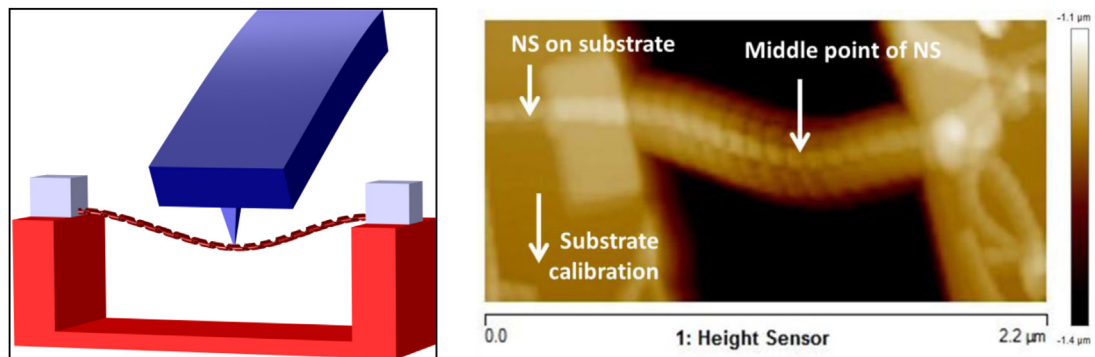 NS on substrate
Middle point of NS
Substrate
calibration
-1.1 µm
-1.4 µm
0.0
1: Height Sensor
2.2 µm